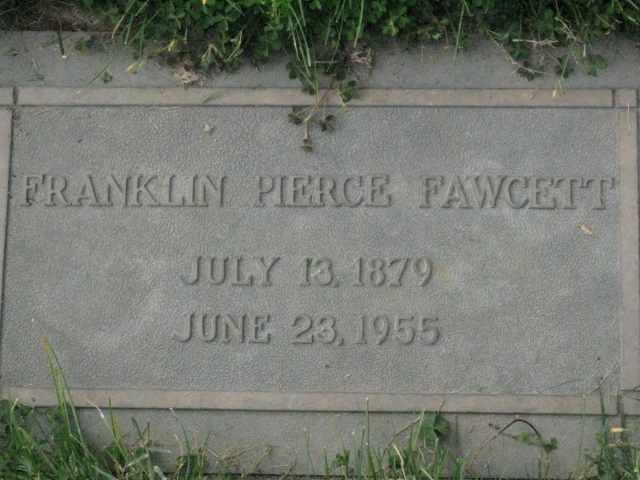 FRANKLIN PIERCE FAWCETT
JULY 13, 1879
JUNE 23, 1955